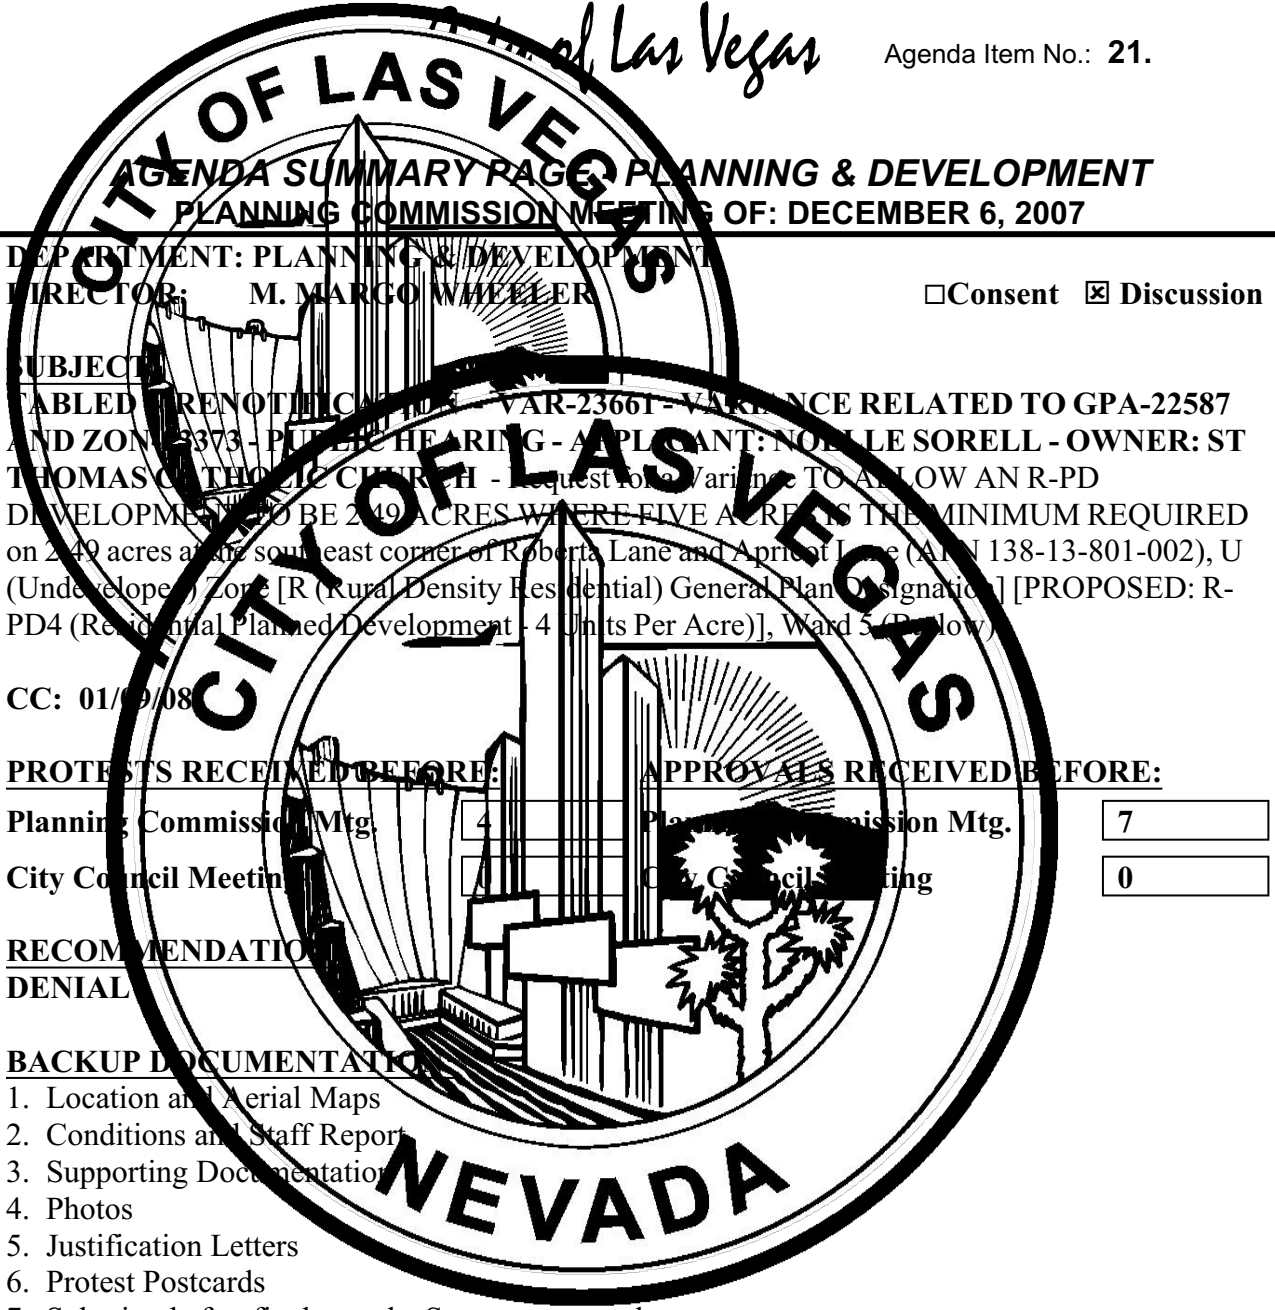 City of Las Vegas
Agenda Item No.: 21.
AGENDA SUMMARY PAGE - PLANNING & DEVELOPMENT
PLANNING COMMISSION MEETING OF: DECEMBER 6, 2007
DEPARTMENT: PLANNING & DEVELOPMENT
DIRECTOR: M. MARGO WHEELER
☐Consent ☒ Discussion
SUBJECT:
TABLED - RENOTIFICATION - VAR-23661 - VARIANCE RELATED TO GPA-22587
AND ZON-23373 - PUBLIC HEARING - APPLICANT: NOELLE SORELL - OWNER: ST
THOMAS CATHOLIC CHURCH - Request for a Variance TO ALLOW AN R-PD
DEVELOPMENT TO BE 2.49 ACRES WHERE FIVE ACRES IS THE MINIMUM REQUIRED
on 2.49 acres at the southeast corner of Roberta Lane and Apricot Lane (APN 138-13-801-002), U
(Undeveloped) Zone [R (Rural Density Residential) General Plan Designation] [PROPOSED: R-
PD4 (Residential Planned Development - 4 Units Per Acre)], Ward 5 (Barlow)
CC: 01/09/08
PROTESTS RECEIVED BEFORE:
APPROVALS RECEIVED BEFORE:
Planning Commission Mtg. 4
Planning Commission Mtg. 7
City Council Meeting 0
City Council Meeting 0
RECOMMENDATION:
DENIAL
BACKUP DOCUMENTATION:
1. Location and Aerial Maps
2. Conditions and Staff Report
3. Supporting Documentation
4. Photos
5. Justification Letters
6. Protest Postcards
CITY OF LAS VEGAS
CITY OF LAS VEGAS
NEVADA